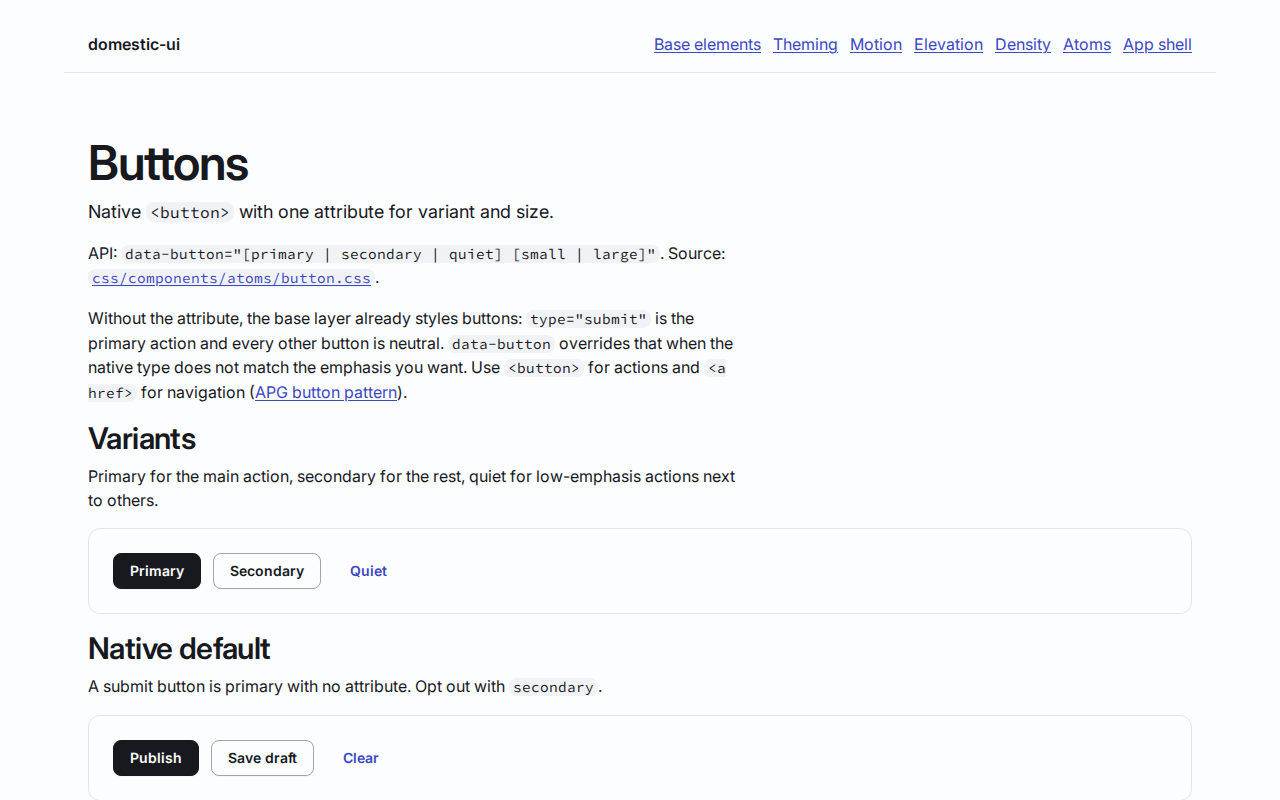 domestic-ui
Base elements Theming Motion Elevation Density Atoms App shell
Buttons
Native <button> with one attribute for variant and size.
API: data-button="[primary | secondary | quiet] [small | large]". Source:
css/components/atoms/button.css.
Without the attribute, the base layer already styles buttons: type="submit" is the
primary action and every other button is neutral. data-button overrides that when the
native type does not match the emphasis you want. Use <button> for actions and <a
href> for navigation (APG button pattern).
Variants
Primary for the main action, secondary for the rest, quiet for low-emphasis actions next
to others.
Primary Secondary Quiet
Native default
A submit button is primary with no attribute. Opt out with secondary.
Publish Save draft Clear